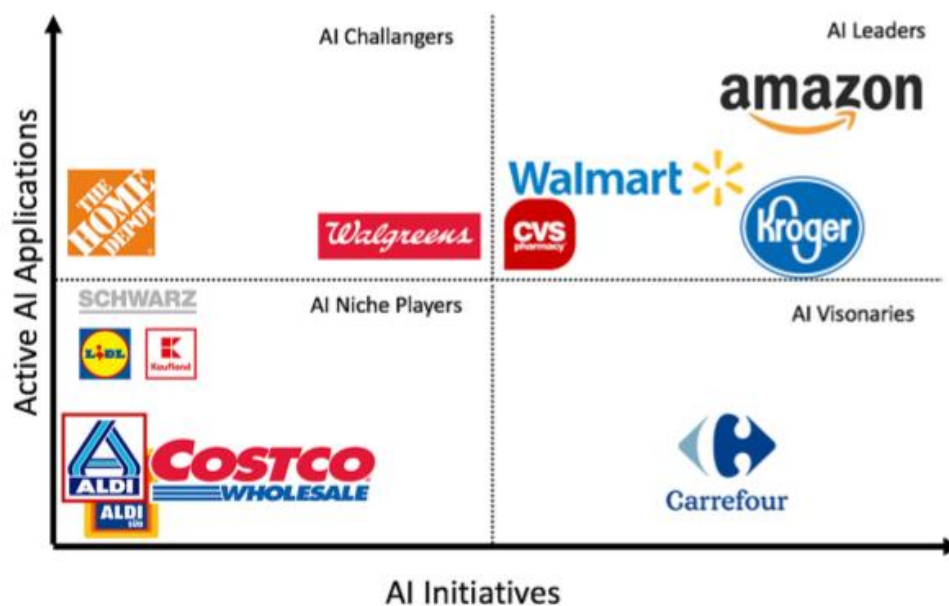 AI Challangers
AI Leaders
amazon
Active AI Applications
THE
HOME
DEPOT
Walmart
Walgreens
CVS
pharmacy
Kroger
SCHWARZ
AI Niche Players
AI Visonaries
LiDL
K
Kaufland
ALDI
COSTCO
WHOLESALE
ALDI
SÜD
Carrefour
AI Initiatives